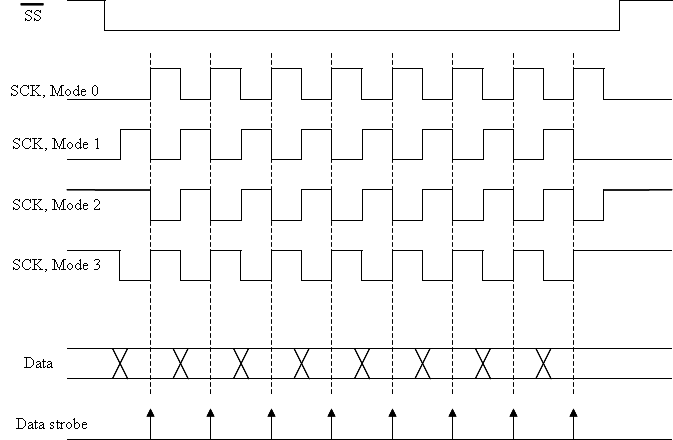 SS
SCK, Mode 0
SCK, Mode 1
SCK, Mode 2
SCK, Mode 3
Data
Data strobe